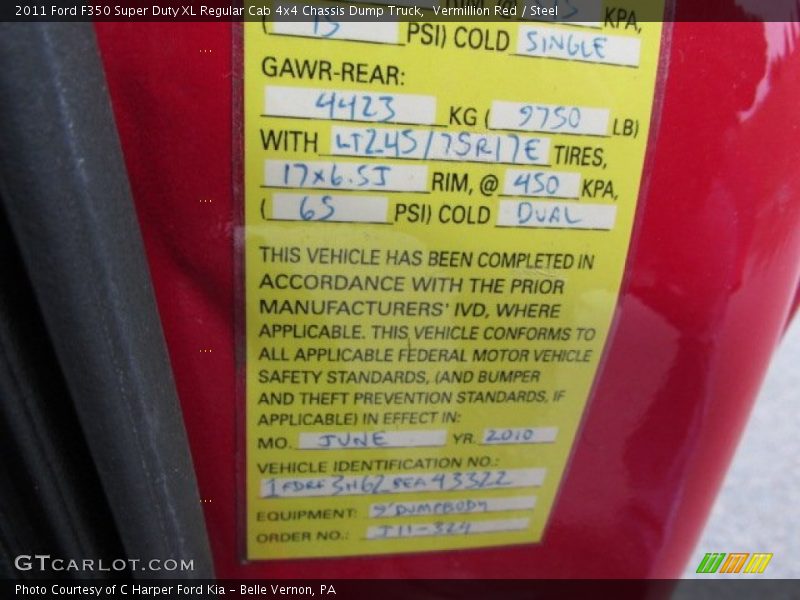 2011 Ford F350 Super Duty XL Regular Cab 4x4 Chassis Dump Truck, Vermillion Red / Steel
KPA,
( PSI) COLD SINGLE
GAWR-REAR:
4423 KG ( 9750 LB)
WITH LT245/75R17E TIRES,
17x6.5J RIM, @ 450 KPA,
( 65 PSI) COLD DUAL
THIS VEHICLE HAS BEEN COMPLETED IN
ACCORDANCE WITH THE PRIOR
MANUFACTURERS' IVD, WHERE
APPLICABLE. THIS VEHICLE CONFORMS TO
ALL APPLICABLE FEDERAL MOTOR VEHICLE
SAFETY STANDARDS, (AND BUMPER
AND THEFT PREVENTION STANDARDS, IF
APPLICABLE) IN EFFECT IN:
MO. JUNE YR. 2010
VEHICLE IDENTIFICATION NO.:
1FDRF3H62BEA43322
EQUIPMENT: 9'DUMPBODY
ORDER NO.: J11-324
GTCARLOT.COM
Photo Courtesy of C Harper Ford Kia - Belle Vernon, PA